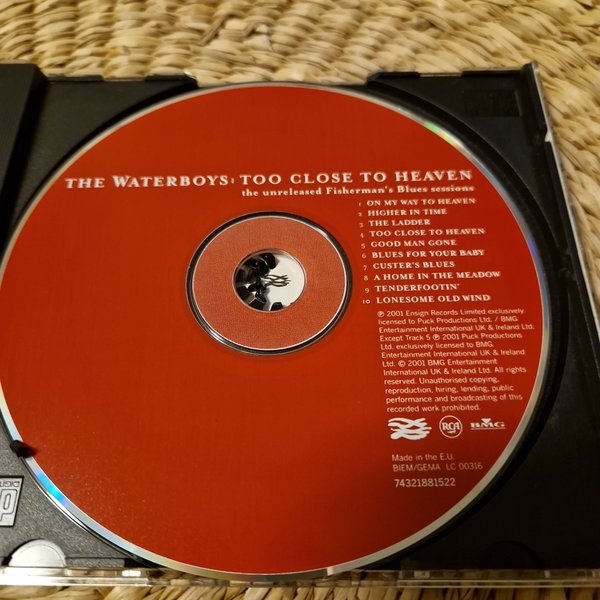 THE WATERBOYS: TOO CLOSE TO HEAVEN
the unreleased Fisherman's Blues sessions
1 ON MY WAY TO HEAVEN
2 HIGHER IN TIME
3 THE LADDER
4 TOO CLOSE TO HEAVEN
5 GOOD MAN GONE
6 BLUES FOR YOUR BABY
7 CUSTER'S BLUES
8 A HOME IN THE MEADOW
9 TENDERFOOTIN'
10 LONESOME OLD WIND
℗ 2001 Ensign Records Limited exclusively
licensed to Puck Productions Ltd. / BMG
Entertainment International UK & Ireland Ltd.
Except Track 5 ℗ 2001 Puck Productions
Ltd. exclusively licensed to BMG
Entertainment International UK & Ireland
Ltd. © 2001 BMG Entertainment
International UK & Ireland Ltd. All rights
reserved. Unauthorised copying,
reproduction, hiring, lending, public
performance and broadcasting of this
recorded work prohibited.
RCA BMG
Made in the E.U.
BIEM/GEMA LC 00316
74321881522